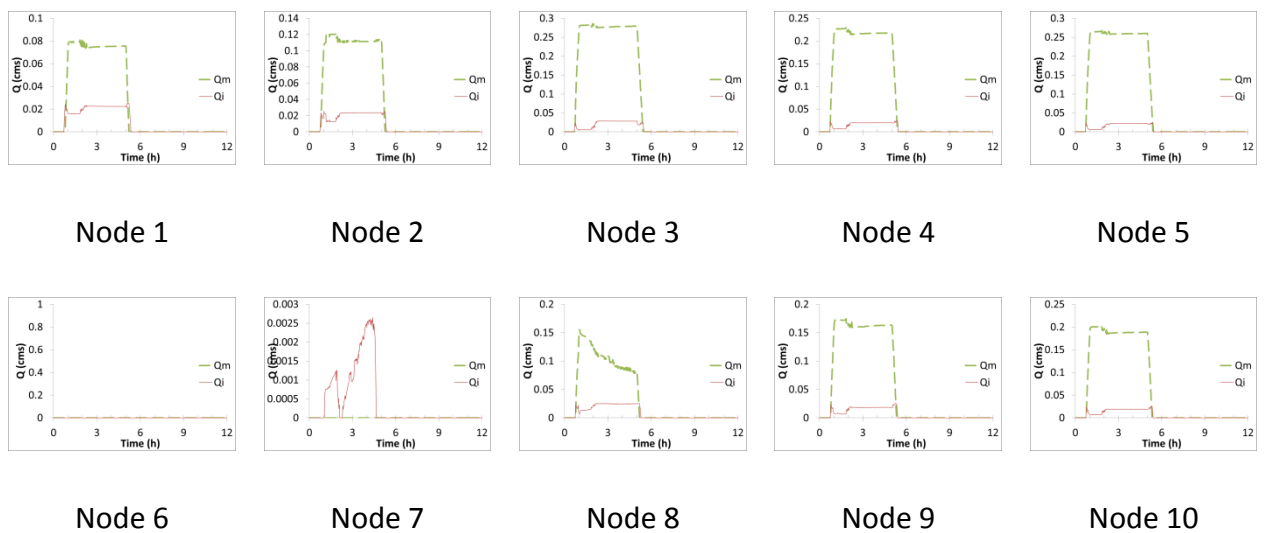 0.1
0.08
0.06
0.04
0.02
0
Q (cms)
0 3 6 9 12
Time (h)
Qm
Qi
0.14
0.12
0.10
0.08
0.06
0.04
0.02
0
Q (cms)
0 3 6 9 12
Time (h)
Qm
Qi
0.3
0.25
0.2
0.15
0.1
0.05
0
Q (cms)
0 3 6 9 12
Time (h)
Qm
Qi
0.25
0.2
0.15
0.1
0.05
0
Q (cms)
0 3 6 9 12
Time (h)
Qm
Qi
0.3
0.25
0.2
0.15
0.1
0.05
0
Q (cms)
0 3 6 9 12
Time (h)
Qm
Qi
Node 1 Node 2 Node 3 Node 4 Node 5
1
0.8
0.6
0.4
0.2
0
Q (cms)
0 3 6 9 12
Time (h)
Qm
Qi
0.003
0.0025
0.002
0.0015
0.001
0.0005
0
Q (cms)
0 3 6 9 12
Time (h)
Qm
Qi
0.2
0.15
0.1
0.05
0
Q (cms)
0 3 6 9 12
Time (h)
Qm
Qi
0.2
0.15
0.1
0.05
0
Q (cms)
0 3 6 9 12
Time (h)
Qm
Qi
0.25
0.2
0.15
0.1
0.05
0
Q (cms)
0 3 6 9 12
Time (h)
Qm
Qi
Node 6 Node 7 Node 8 Node 9 Node 10